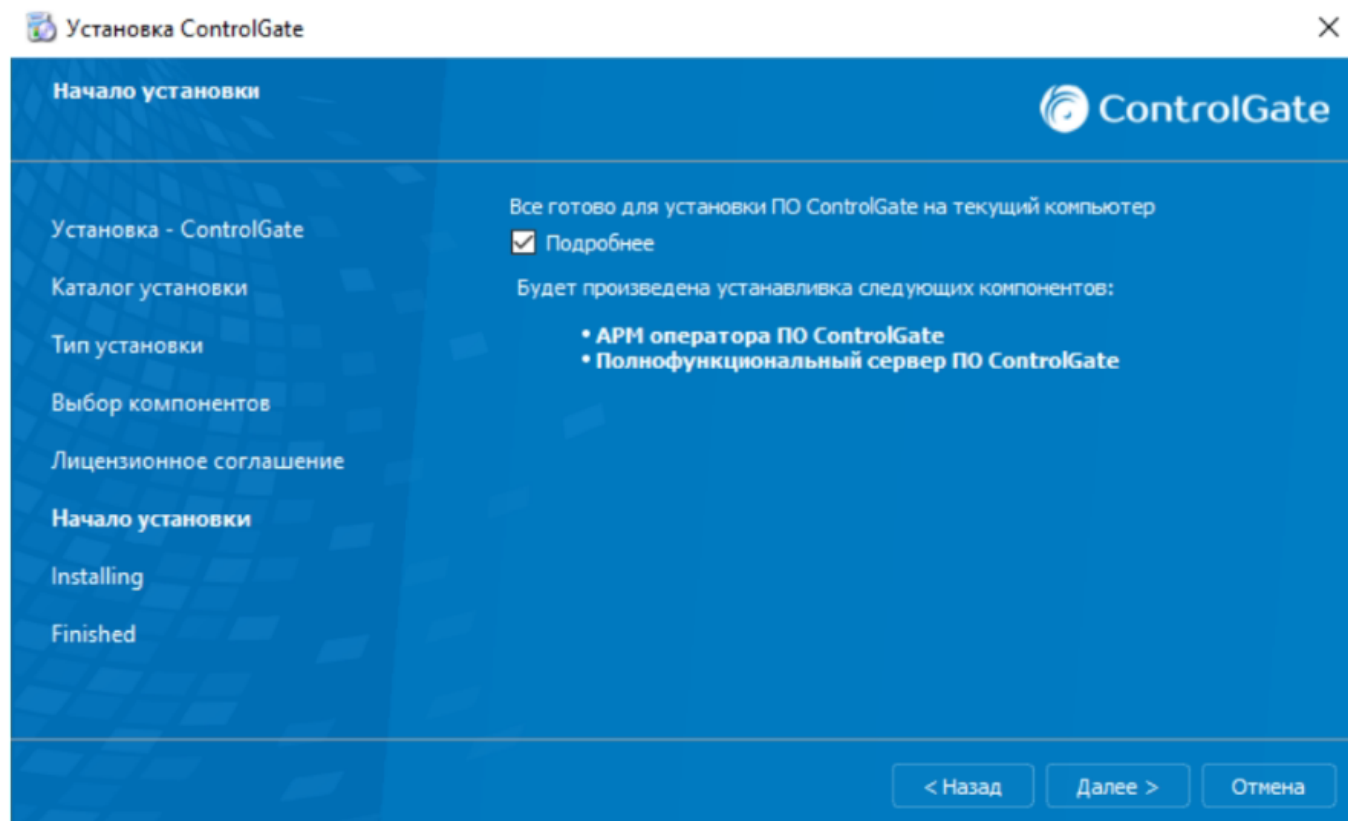 Установка ControlGate
Начало установки
ControlGate
Установка - ControlGate
Каталог установки
Тип установки
Выбор компонентов
Лицензионное соглашение
Начало установки
Installing
Finished
Все готово для установки ПО ControlGate на текущий компьютер
Подробнее
Будет произведена устанавливка следующих компонентов:
• АРМ оператора ПО ControlGate
• Полнофункциональный сервер ПО ControlGate
< Назад
Далее >
Отмена